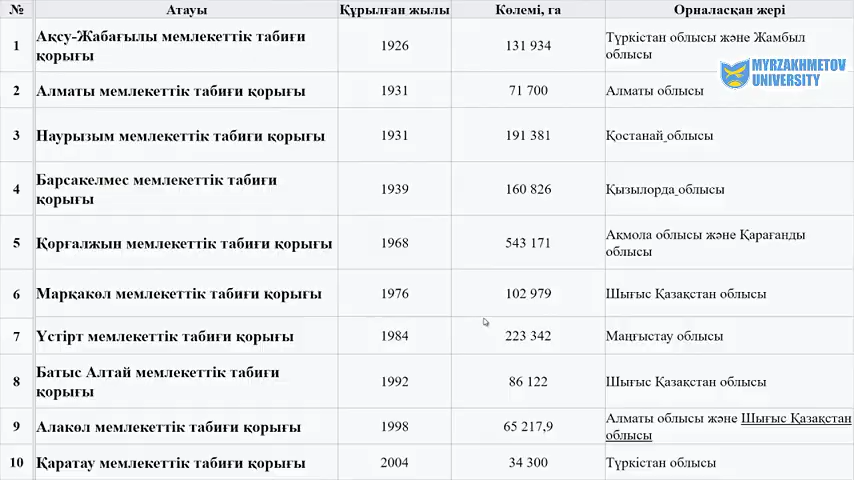 № Атауы Құрылған жылы Көлемі, га Орналасқан жері
1 Ақсу-Жабағылы мемлекеттік табиғи қорығы 1926 131 934 Түркістан облысы және Жамбыл облысы
MYRZAKHMETOV
UNIVERSITY
2 Алматы мемлекеттік табиғи қорығы 1931 71 700 Алматы облысы
3 Наурызым мемлекеттік табиғи қорығы 1931 191 381 Қостанай облысы
4 Барсакелмес мемлекеттік табиғи қорығы 1939 160 826 Қызылорда облысы
5 Қорғалжын мемлекеттік табиғи қорығы 1968 543 171 Ақмола облысы және Қарағанды облысы
6 Марқакөл мемлекеттік табиғи қорығы 1976 102 979 Шығыс Қазақстан облысы
7 Үстірт мемлекеттік табиғи қорығы 1984 223 342 Маңғыстау облысы
8 Батыс Алтай мемлекеттік табиғи қорығы 1992 86 122 Шығыс Қазақстан облысы
9 Алакөл мемлекеттік табиғи қорығы 1998 65 217,9 Алматы облысы және Шығыс Қазақстан облысы
10 Қаратау мемлекеттік табиғи қорығы 2004 34 300 Түркістан облысы